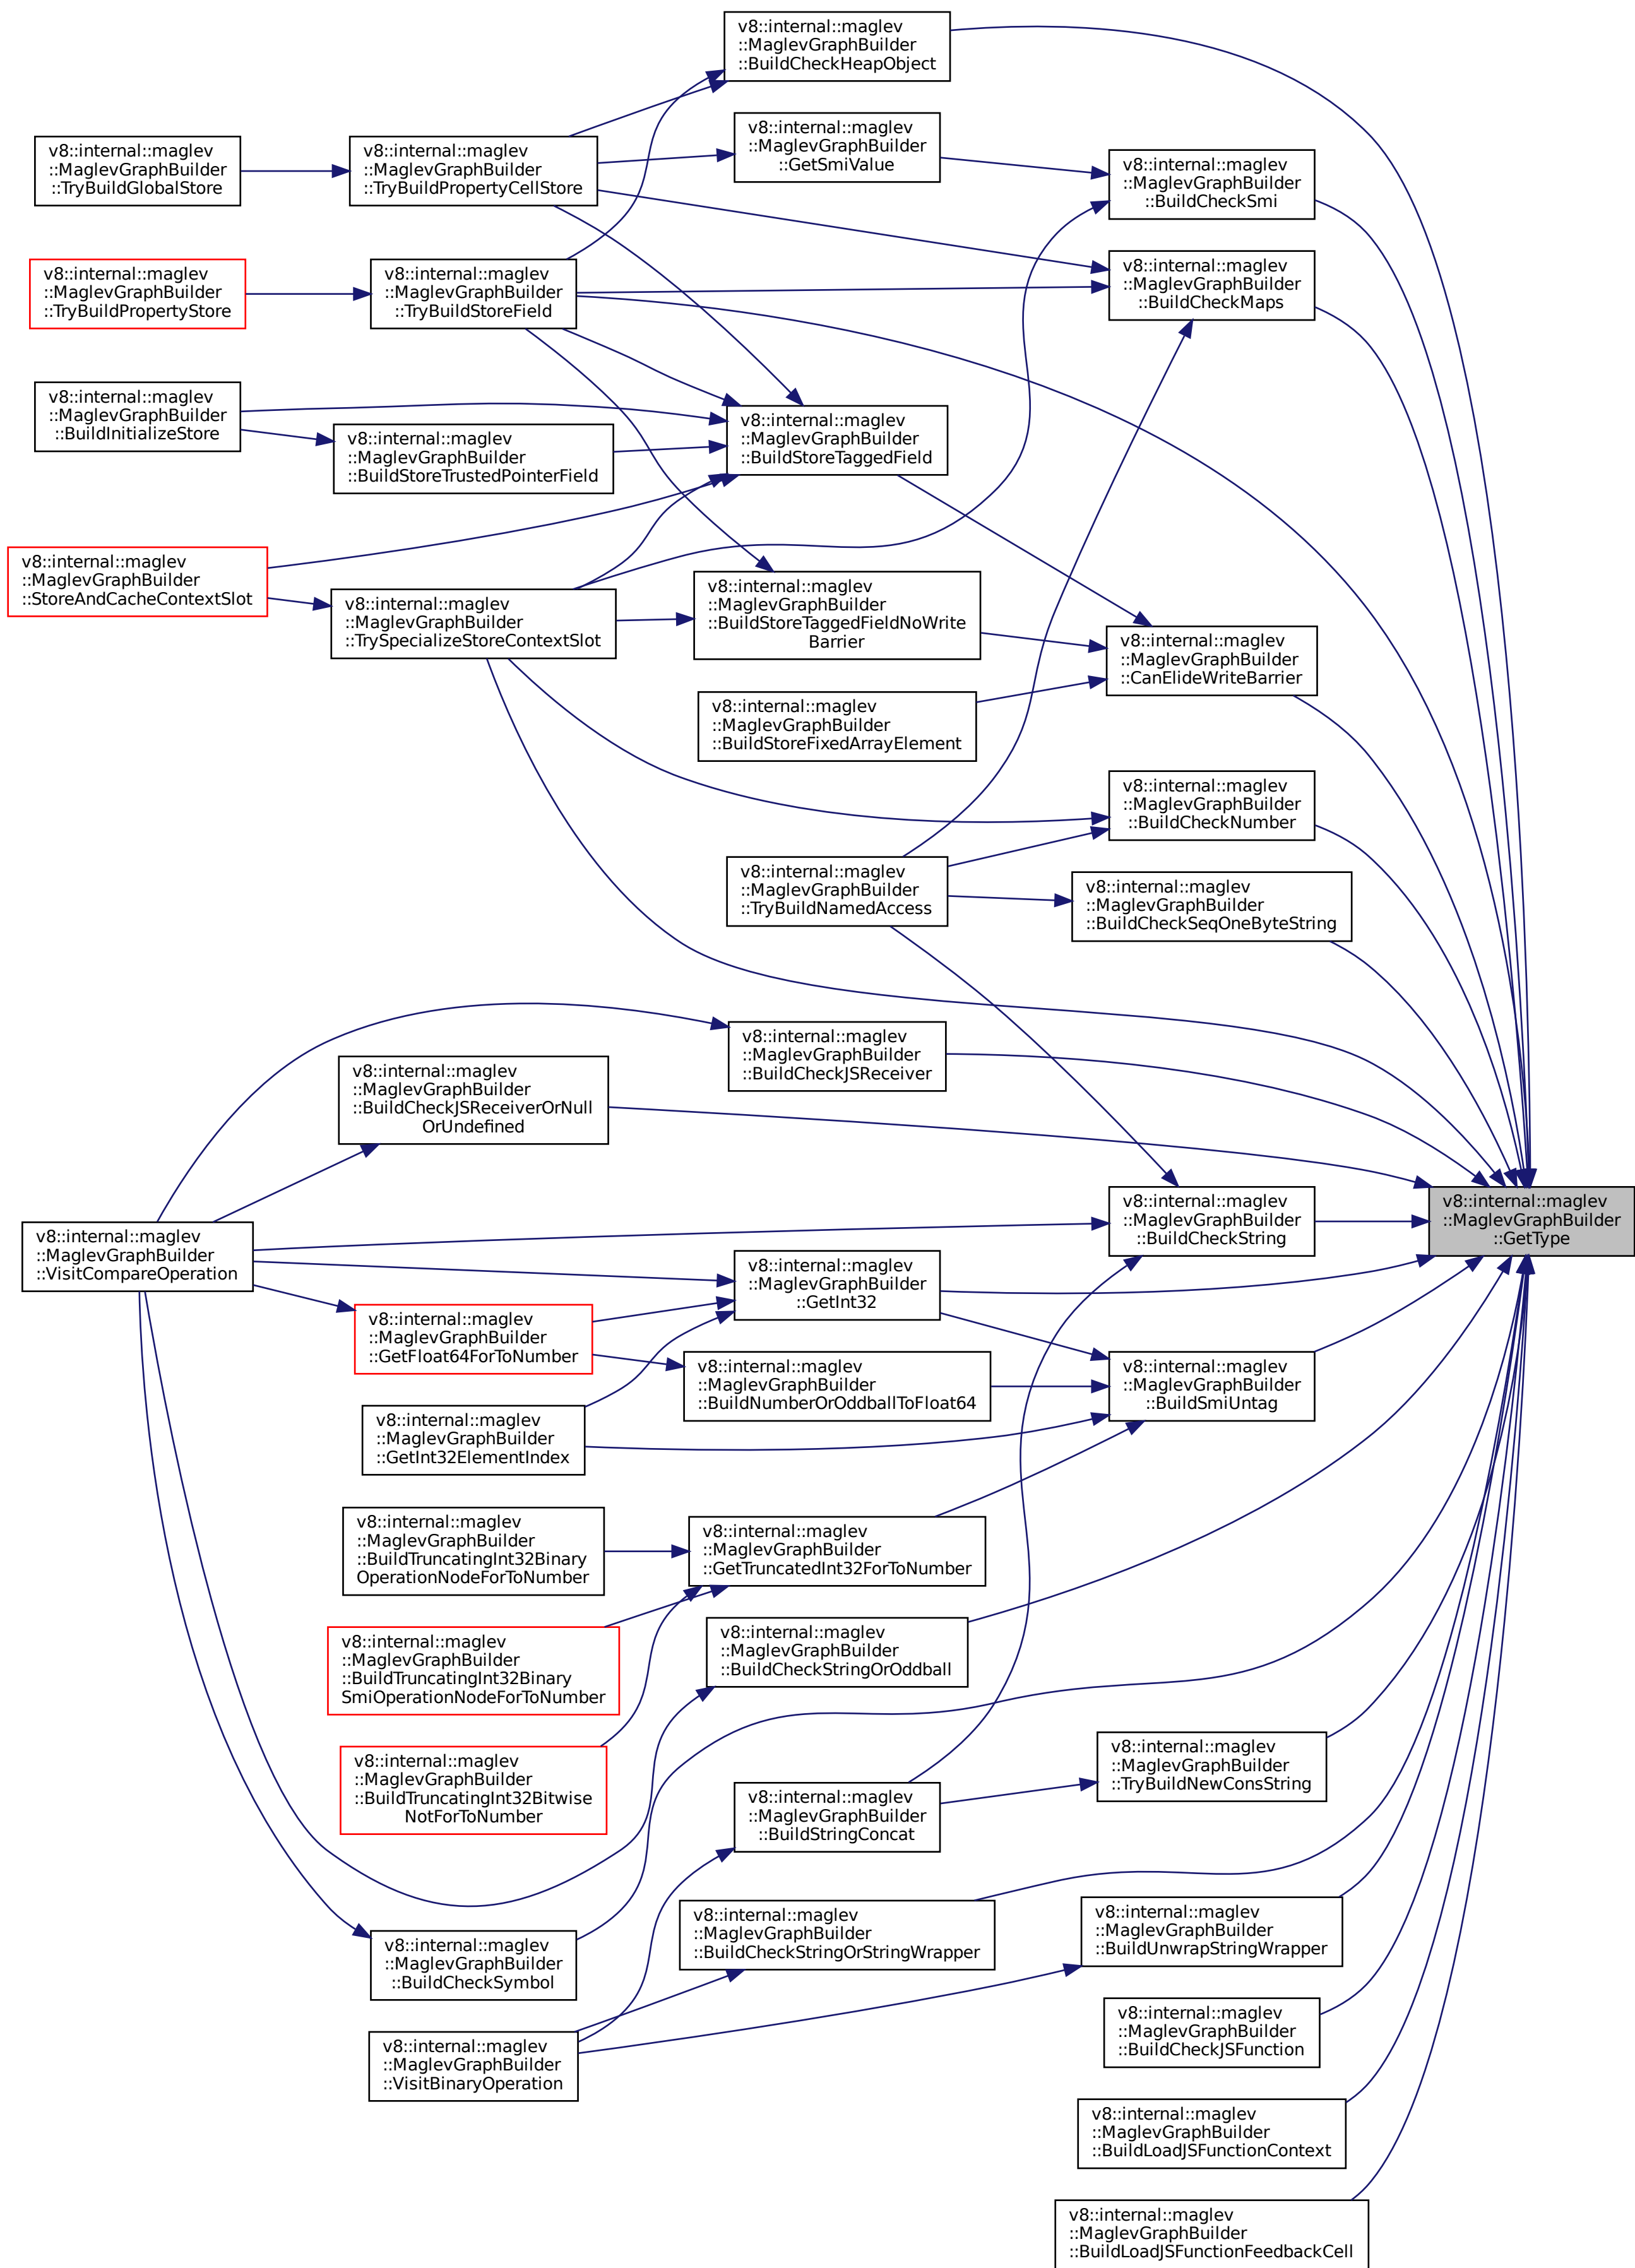 v8::internal::maglev
::MaglevGraphBuilder
::BuildCheckHeapObject
v8::internal::maglev
::MaglevGraphBuilder
::GetSmiValue
v8::internal::maglev
::MaglevGraphBuilder
::TryBuildGlobalStore
v8::internal::maglev
::MaglevGraphBuilder
::TryBuildPropertyCellStore
v8::internal::maglev
::MaglevGraphBuilder
::BuildCheckSmi
v8::internal::maglev
::MaglevGraphBuilder
::BuildCheckMaps
v8::internal::maglev
::MaglevGraphBuilder
::TryBuildPropertyStore
v8::internal::maglev
::MaglevGraphBuilder
::TryBuildStoreField
v8::internal::maglev
::MaglevGraphBuilder
::BuildInitializeStore
v8::internal::maglev
::MaglevGraphBuilder
::BuildStoreTaggedField
v8::internal::maglev
::MaglevGraphBuilder
::BuildStoreTrustedPointerField
v8::internal::maglev
::MaglevGraphBuilder
::StoreAndCacheContextSlot
v8::internal::maglev
::MaglevGraphBuilder
::TrySpecializeStoreContextSlot
v8::internal::maglev
::MaglevGraphBuilder
::BuildStoreTaggedFieldNoWrite
Barrier
v8::internal::maglev
::MaglevGraphBuilder
::CanElideWriteBarrier
v8::internal::maglev
::MaglevGraphBuilder
::BuildStoreFixedArrayElement
v8::internal::maglev
::MaglevGraphBuilder
::BuildCheckNumber
v8::internal::maglev
::MaglevGraphBuilder
::TryBuildNamedAccess
v8::internal::maglev
::MaglevGraphBuilder
::BuildCheckSeqOneByteString
v8::internal::maglev
::MaglevGraphBuilder
::BuildCheckJSReceiver
v8::internal::maglev
::MaglevGraphBuilder
::BuildCheckJSReceiverOrNull
OrUndefined
v8::internal::maglev
::MaglevGraphBuilder
::BuildCheckString
v8::internal::maglev
::MaglevGraphBuilder
::GetType
v8::internal::maglev
::MaglevGraphBuilder
::VisitCompareOperation
v8::internal::maglev
::MaglevGraphBuilder
::GetInt32
v8::internal::maglev
::MaglevGraphBuilder
::GetFloat64ForToNumber
v8::internal::maglev
::MaglevGraphBuilder
::BuildNumberOrOddballToFloat64
v8::internal::maglev
::MaglevGraphBuilder
::BuildSmiUntag
v8::internal::maglev
::MaglevGraphBuilder
::GetInt32ElementIndex
v8::internal::maglev
::MaglevGraphBuilder
::BuildTruncatingInt32Binary
OperationNodeForToNumber
v8::internal::maglev
::MaglevGraphBuilder
::GetTruncatedInt32ForToNumber
v8::internal::maglev
::MaglevGraphBuilder
::BuildTruncatingInt32Binary
SmiOperationNodeForToNumber
v8::internal::maglev
::MaglevGraphBuilder
::BuildCheckStringOrOddball
v8::internal::maglev
::MaglevGraphBuilder
::BuildTruncatingInt32Bitwise
NotForToNumber
v8::internal::maglev
::MaglevGraphBuilder
::TryBuildNewConsString
v8::internal::maglev
::MaglevGraphBuilder
::BuildStringConcat
v8::internal::maglev
::MaglevGraphBuilder
::BuildCheckStringOrStringWrapper
v8::internal::maglev
::MaglevGraphBuilder
::BuildUnwrapStringWrapper
v8::internal::maglev
::MaglevGraphBuilder
::BuildCheckSymbol
v8::internal::maglev
::MaglevGraphBuilder
::VisitBinaryOperation
v8::internal::maglev
::MaglevGraphBuilder
::BuildCheckJSFunction
v8::internal::maglev
::MaglevGraphBuilder
::BuildLoadJSFunctionContext
v8::internal::maglev
::MaglevGraphBuilder
::BuildLoadJSFunctionFeedbackCell